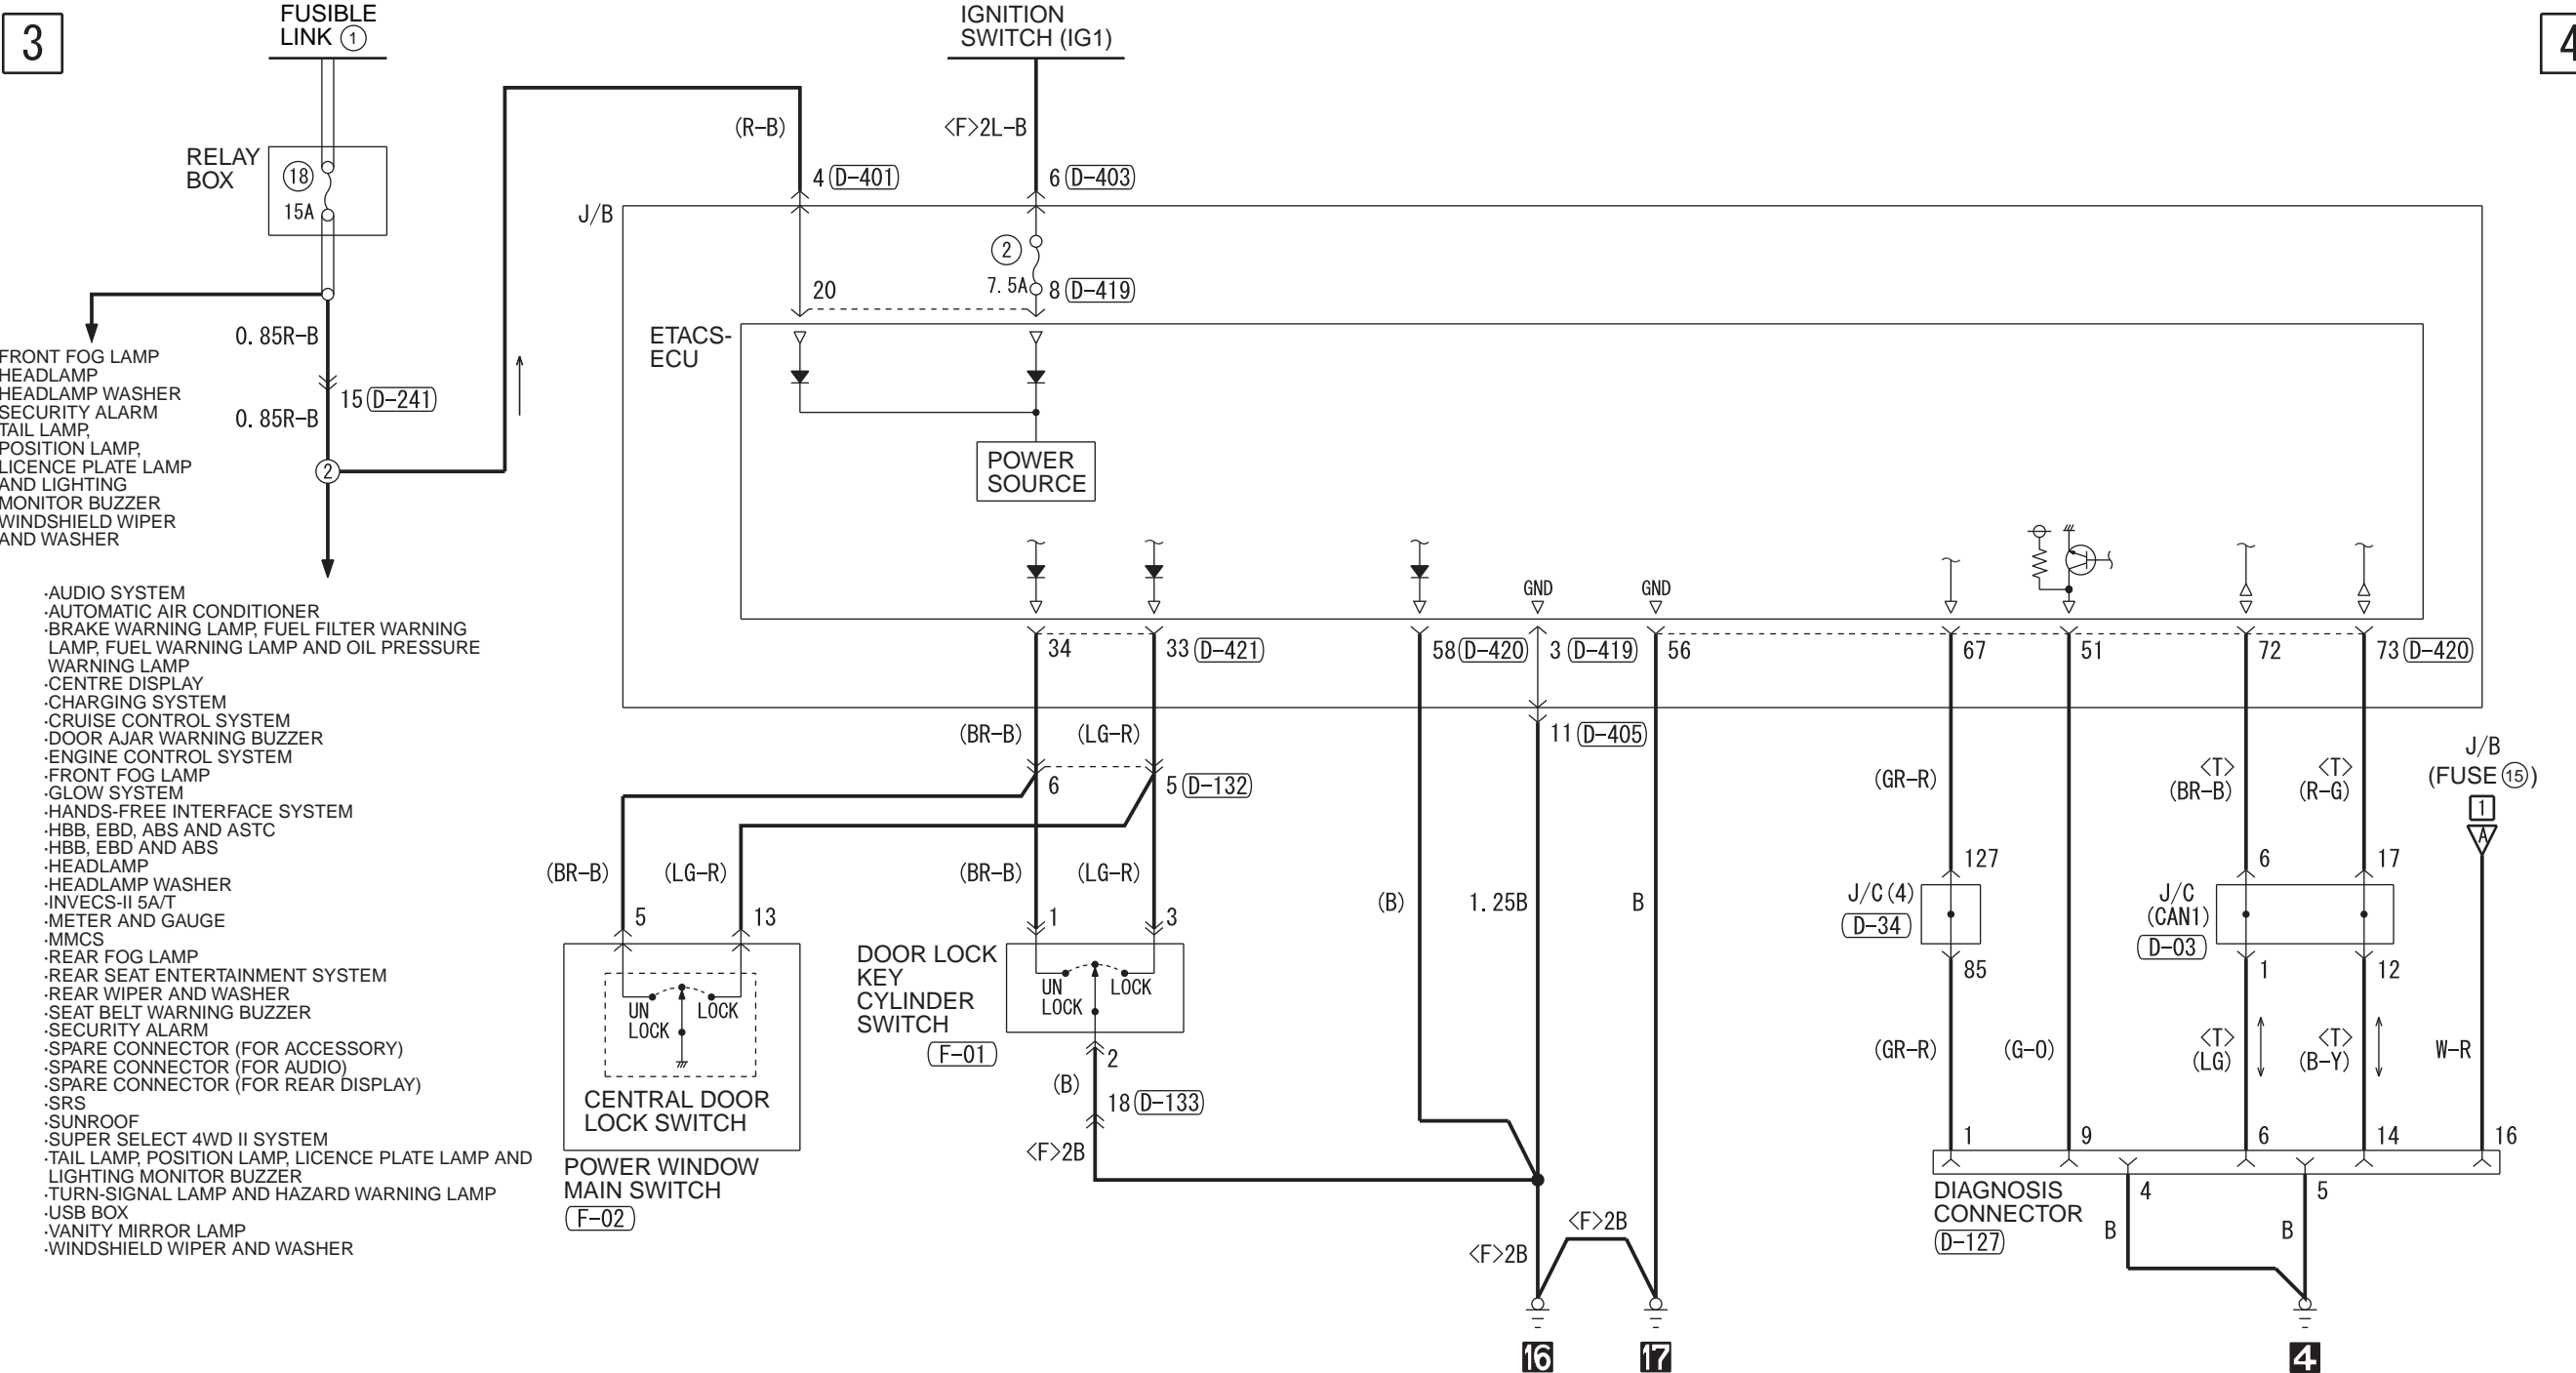 3
FUSIBLE
LINK ①
IGNITION
SWITCH (IG1)
4
(R-B)
<F>2L-B
RELAY
BOX
18
15A
4 D-401
6 D-403
J/B
2
7.5A
20
8 D-419
0.85R-B
15 D-241
0.85R-B
2
FRONT FOG LAMP
HEADLAMP
HEADLAMP WASHER
SECURITY ALARM
TAIL LAMP,
POSITION LAMP,
LICENCE PLATE LAMP
AND LIGHTING
MONITOR BUZZER
WINDSHIELD WIPER
AND WASHER
ETACS-
ECU
POWER
SOURCE
GND
GND
·AUDIO SYSTEM
·AUTOMATIC AIR CONDITIONER
·BRAKE WARNING LAMP, FUEL FILTER WARNING
LAMP, FUEL WARNING LAMP AND OIL PRESSURE
WARNING LAMP
·CENTRE DISPLAY
·CHARGING SYSTEM
·CRUISE CONTROL SYSTEM
·DOOR AJAR WARNING BUZZER
·ENGINE CONTROL SYSTEM
·FRONT FOG LAMP
·GLOW SYSTEM
·HANDS-FREE INTERFACE SYSTEM
·HBB, EBD, ABS AND ASTC
·HBB, EBD AND ABS
·HEADLAMP
·HEADLAMP WASHER
·INVECS-II 5A/T
·METER AND GAUGE
·MMCS
·REAR FOG LAMP
·REAR SEAT ENTERTAINMENT SYSTEM
·REAR WIPER AND WASHER
·SEAT BELT WARNING BUZZER
·SECURITY ALARM
·SPARE CONNECTOR (FOR ACCESSORY)
·SPARE CONNECTOR (FOR AUDIO)
·SPARE CONNECTOR (FOR REAR DISPLAY)
·SRS
·SUNROOF
·SUPER SELECT 4WD II SYSTEM
·TAIL LAMP, POSITION LAMP, LICENCE PLATE LAMP AND
LIGHTING MONITOR BUZZER
·TURN-SIGNAL LAMP AND HAZARD WARNING LAMP
·USB BOX
·VANITY MIRROR LAMP
·WINDSHIELD WIPER AND WASHER
34
33 D-421
58 D-420
3 D-419
56
67
51
72
73 D-420
(BR-B)
(LG-R)
11 D-405
6
5 D-132
(GR-R)
<T>
(BR-B)
<T>
(R-G)
J/B
(FUSE ⑮)
1
A
(BR-B)
(LG-R)
(BR-B)
(LG-R)
(B)
1.25B
B
127
6
17
J/C (4)
D-34
J/C
(CAN1)
D-03
85
1
12
5
13
1
3
UN
LOCK
LOCK
CENTRAL DOOR
LOCK SWITCH
POWER WINDOW
MAIN SWITCH
F-02
DOOR LOCK
KEY
CYLINDER
SWITCH
F-01
UN
LOCK
LOCK
2
(B)
18 D-133
<F>2B
(GR-R)
(G-O)
<T>
(LG)
<T>
(B-Y)
W-R
1
9
6
14
16
DIAGNOSIS
CONNECTOR
D-127
4
5
B
B
<F>2B
<F>2B
16
17
4